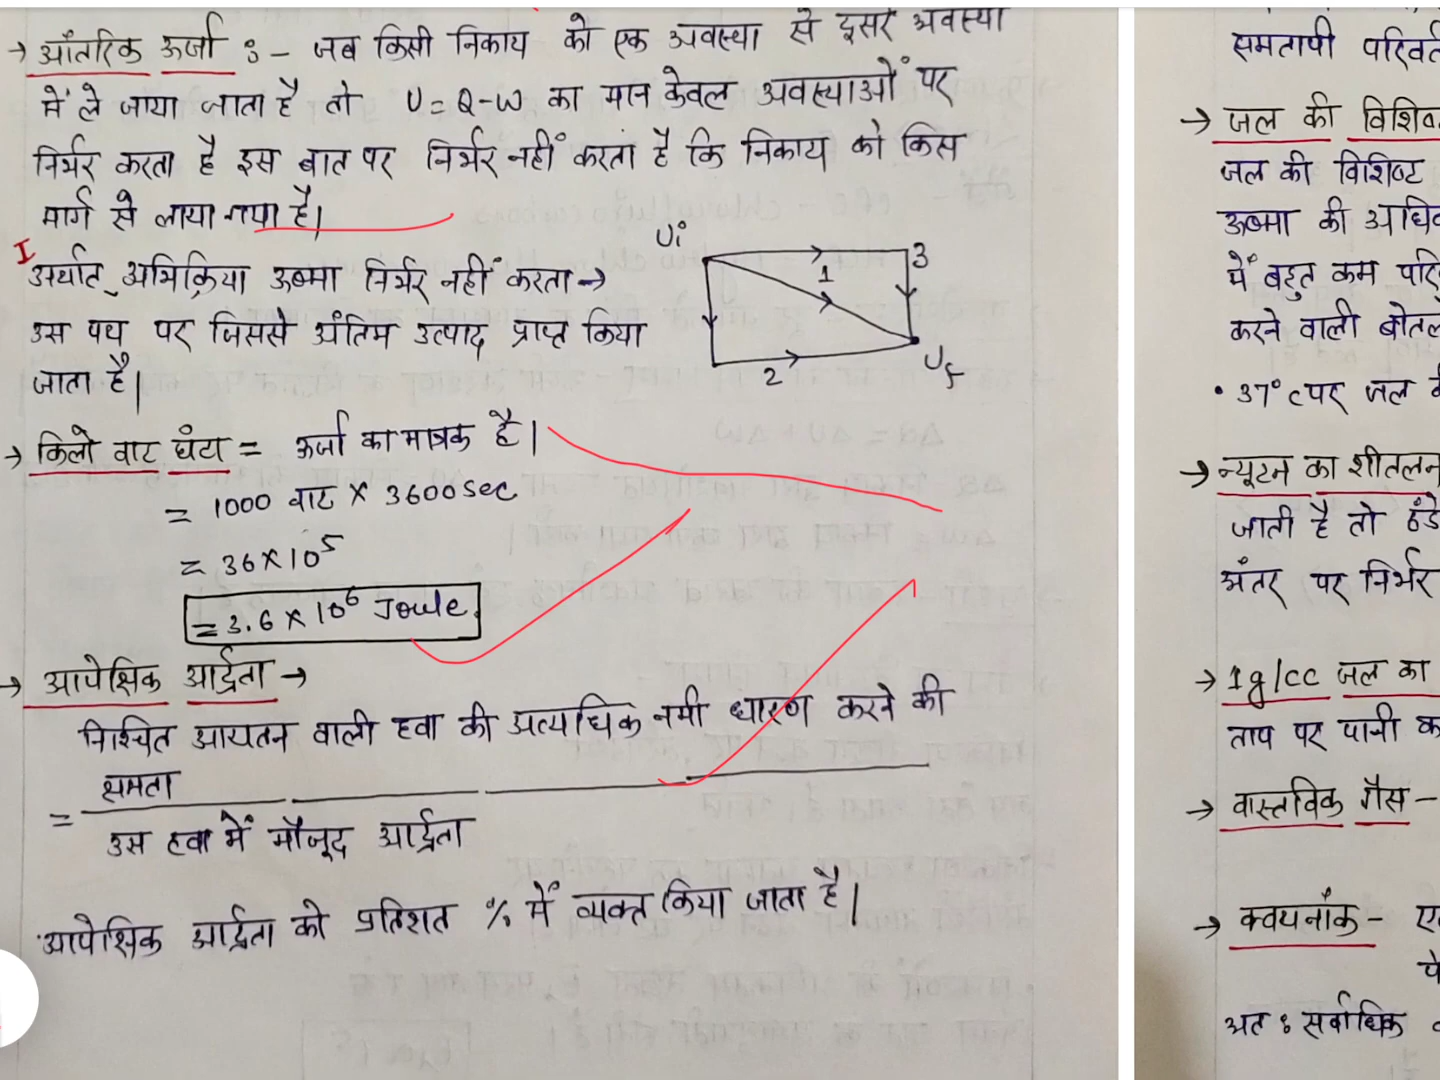 → आंतरिक ऊर्जा :- जब किसी निकाय को एक अवस्था से दूसरे अवस्था
में ले जाया जाता है तो U = Q-W का मान केवल अवस्थाओं पर
निर्भर करता है इस बात पर निर्भर नहीं करता है कि निकाय को किस
मार्ग से लाया गया है।
I
अर्थात अभिक्रिया ऊष्मा निर्भर नहीं करता →
उस पथ पर जिससे अंतिम उत्पाद प्राप्त किया
जाता है।
Ui
3
1
2
Uf
→ किलो वाट घंटा = ऊर्जा का मात्रक है।
= 1000 वाट × 3600sec
= 36×10⁵
= 3.6×10⁶ Joule.
→ आपेक्षिक आर्द्रता →
निश्चित आयतन वाली हवा की अत्यधिक नमी धारण करने की
क्षमता
=
उस हवा में मौजूद आर्द्रता
आपेक्षिक आर्द्रता को प्रतिशत % में व्यक्त किया जाता है।
समतापी
→ जल की
जल की विशिष्ट
ऊष्मा की
में बहुत कम
करने वाली
• 37°c पर जल
→ न्यूटन का शीतलन
जाती है तो
अंतर पर निर्भर
→ 1g/cc जल का
ताप पर पानी
→ वास्तविक गैस -
→ क्वथनांक -
अत : सर्वाधिक